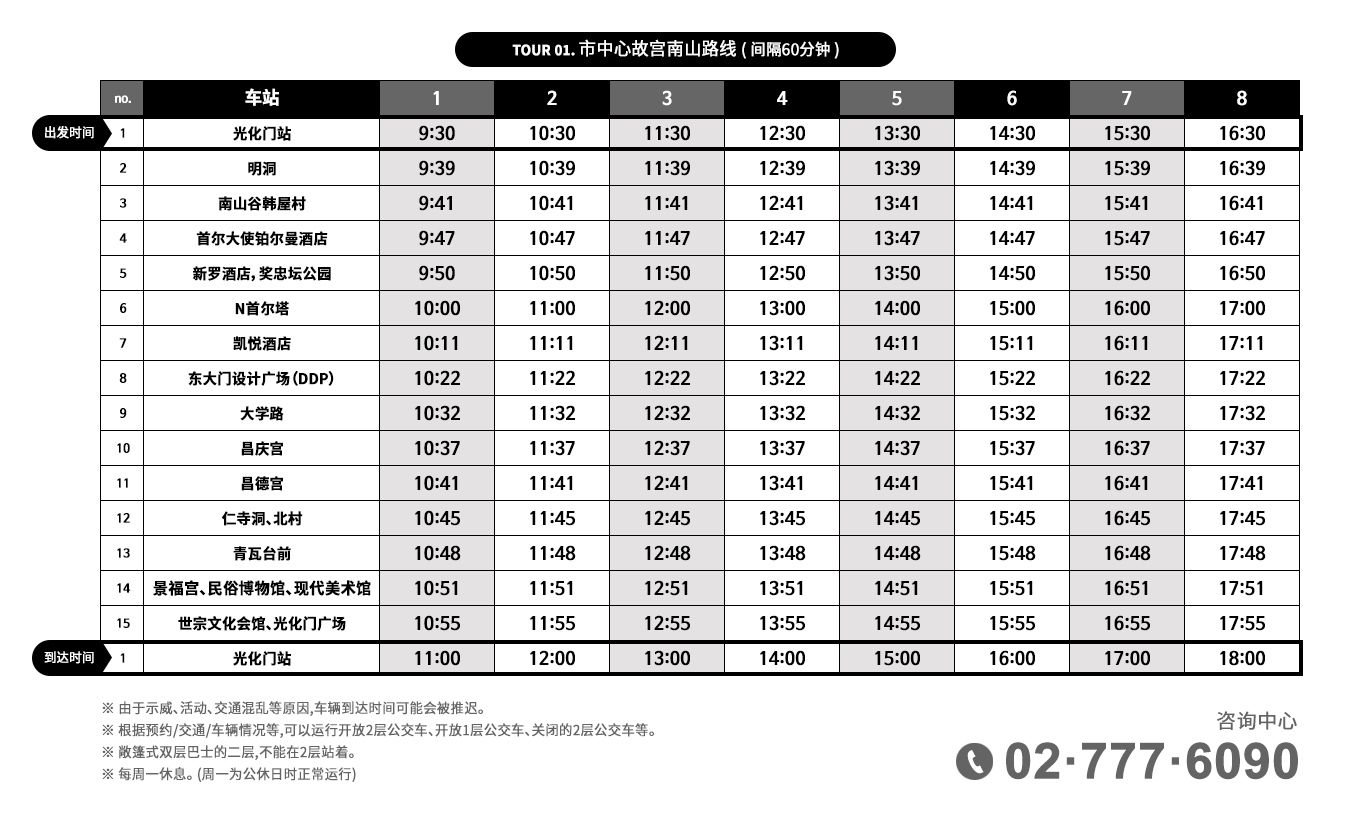 TOUR 01. 市中心故宫南山路线 ( 间隔60分钟 )
no. 车站 1 2 3 4 5 6 7 8
出发时间 1 光化门站 9:30 10:30 11:30 12:30 13:30 14:30 15:30 16:30
2 明洞 9:39 10:39 11:39 12:39 13:39 14:39 15:39 16:39
3 南山谷韩屋村 9:41 10:41 11:41 12:41 13:41 14:41 15:41 16:41
4 首尔大使铂尔曼酒店 9:47 10:47 11:47 12:47 13:47 14:47 15:47 16:47
5 新罗酒店, 奖忠坛公园 9:50 10:50 11:50 12:50 13:50 14:50 15:50 16:50
6 N首尔塔 10:00 11:00 12:00 13:00 14:00 15:00 16:00 17:00
7 凯悦酒店 10:11 11:11 12:11 13:11 14:11 15:11 16:11 17:11
8 东大门设计广场(DDP) 10:22 11:22 12:22 13:22 14:22 15:22 16:22 17:22
9 大学路 10:32 11:32 12:32 13:32 14:32 15:32 16:32 17:32
10 昌庆宫 10:37 11:37 12:37 13:37 14:37 15:37 16:37 17:37
11 昌德宫 10:41 11:41 12:41 13:41 14:41 15:41 16:41 17:41
12 仁寺洞、北村 10:45 11:45 12:45 13:45 14:45 15:45 16:45 17:45
13 青瓦台前 10:48 11:48 12:48 13:48 14:48 15:48 16:48 17:48
14 景福宫、民俗博物馆、现代美术馆 10:51 11:51 12:51 13:51 14:51 15:51 16:51 17:51
15 世宗文化会馆、光化门广场 10:55 11:55 12:55 13:55 14:55 15:55 16:55 17:55
到达时间 1 光化门站 11:00 12:00 13:00 14:00 15:00 16:00 17:00 18:00
※ 由于示威、活动、交通混乱等原因,车辆到达时间可能会被推迟。
※ 根据预约/交通/车辆情况等,可以运行开放2层公交车、开放1层公交车、关闭的2层公交车等。
※ 敞篷式双层巴士的二层,不能在2层站着。
※ 每周一休息。(周一为公休日时正常运行)
咨询中心
02·777·6090